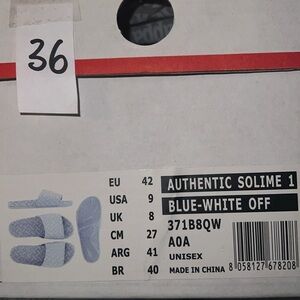 36
EU 42
USA 9
UK 8
CM 27
ARG 41
BR 40
AUTHENTIC SOLIME 1
BLUE-WHITE OFF
371B8QW
A0A
UNISEX
MADE IN CHINA
8 058127 678208